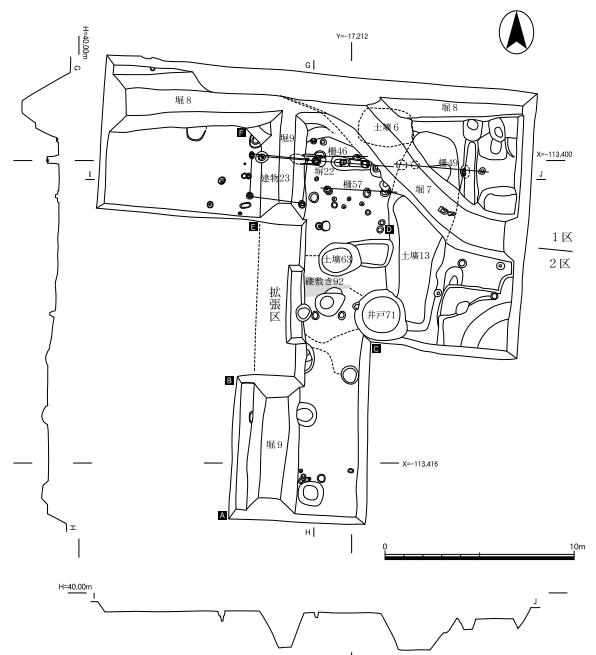 Y=-17,212
H=40.00m
G
G
堀8
堀8
土壙6
F
堀9
柵46
柵49
X=-113,400
塀22
I
建物23
柵57
堀7
J
E
D
1区
土壙63
土壙13
2区
礫敷き92
拡張区
井戸71
C
B
堀9
X=-113,416
A
H
H
0
10m
H=40.00m
I
J